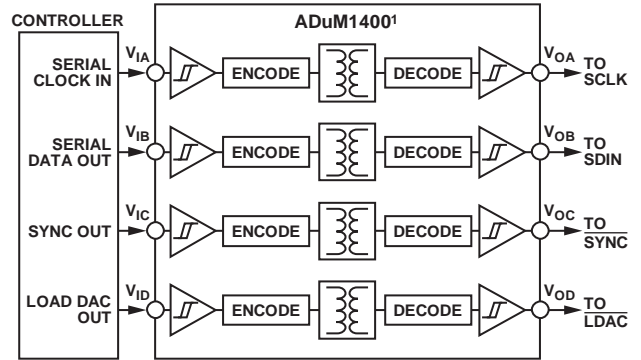 CONTROLLER
ADuM1400¹
SERIAL
CLOCK IN
V_IA
ENCODE
DECODE
V_OA
TO
SCLK
SERIAL
DATA OUT
V_IB
ENCODE
DECODE
V_OB
TO
SDIN
SYNC OUT
V_IC
ENCODE
DECODE
V_OC
TO
SYNC
LOAD DAC
OUT
V_ID
ENCODE
DECODE
V_OD
TO
LDAC